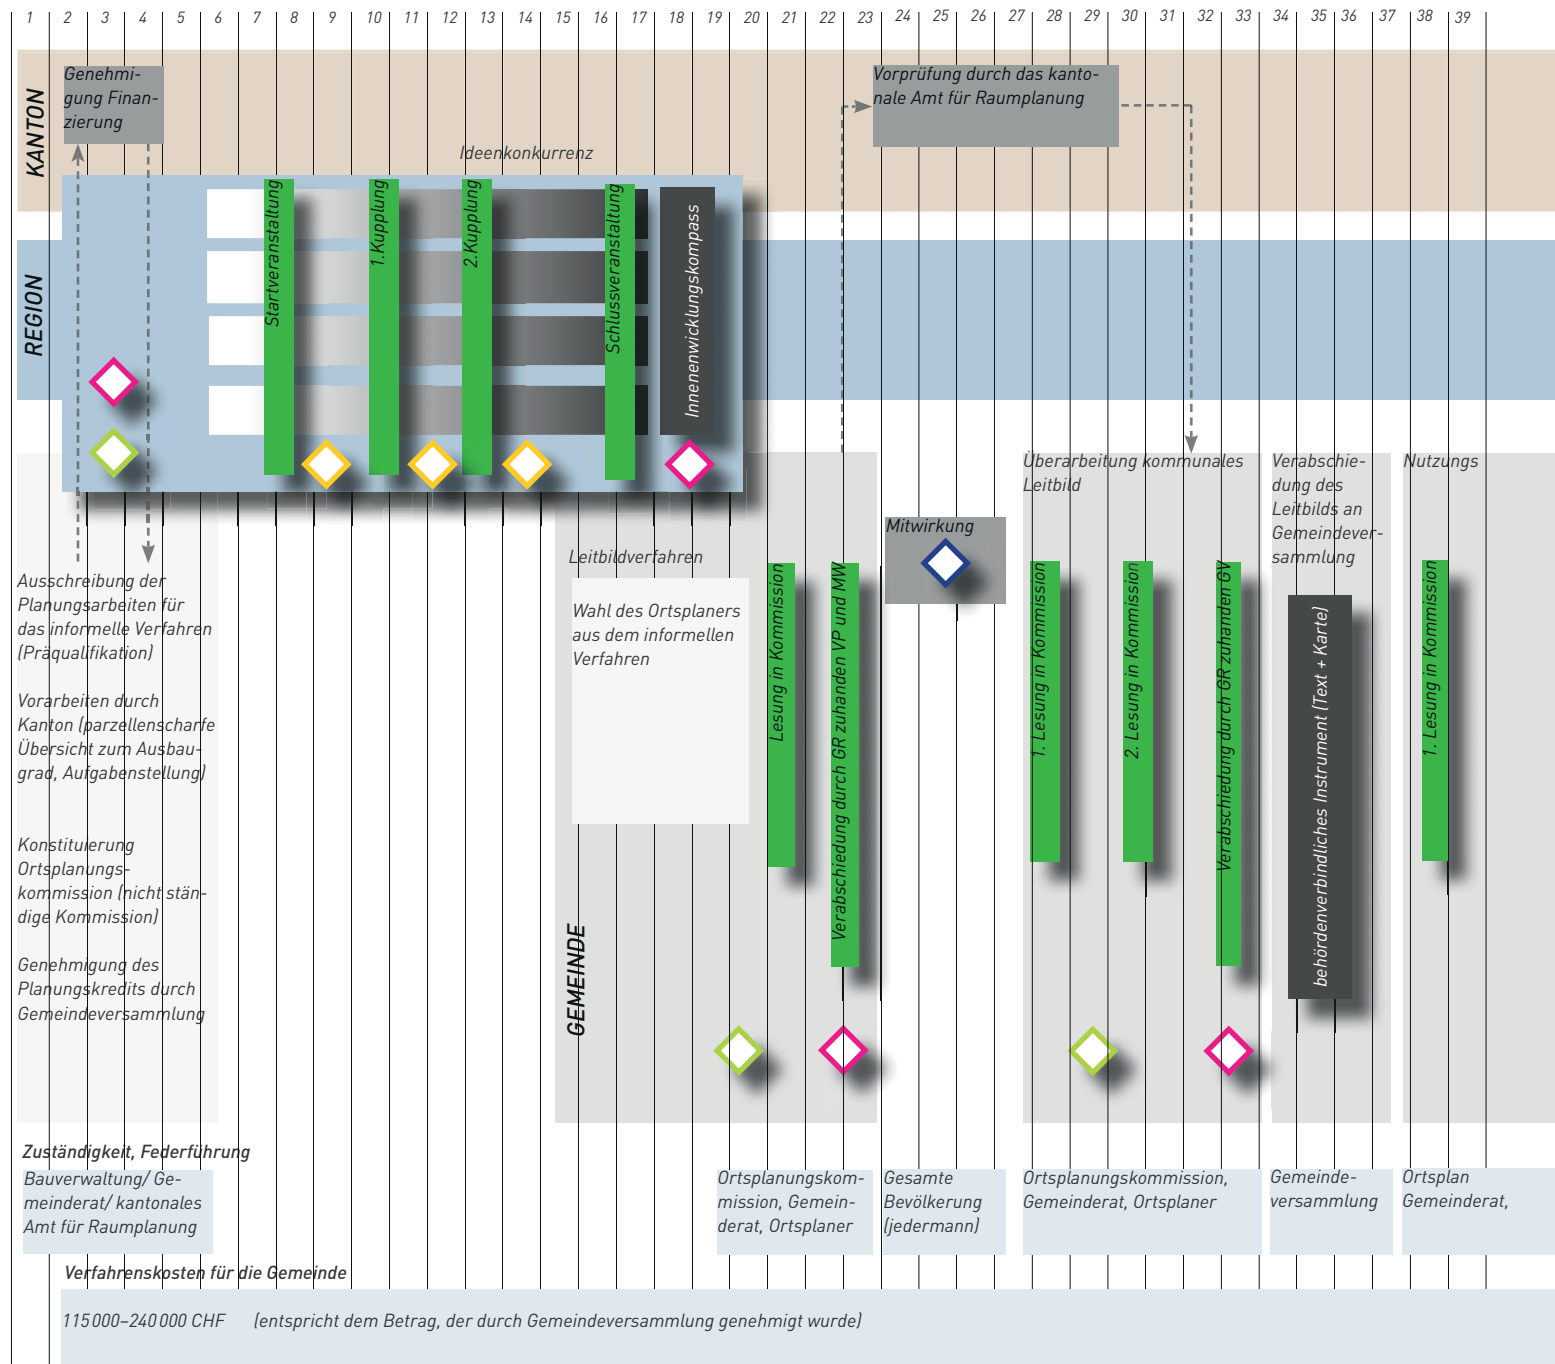 1 2 3 4 5 6 7 8 9 10 11 12 13 14 15 16 17 18 19 20 21 22 23 24 25 26 27 28 29 30 31 32 33 34 35 36 37 38 39
KANTON
Genehmi-
gung Finan-
zierung
Vorprüfung durch das kanto-
nale Amt für Raumplanung
Ideenkonkurrenz
REGION
Startveranstaltung
1.Kupplung
2.Kupplung
Schlussveranstaltung
Innenenwicklungskompass
Ausschreibung der
Planungsarbeiten für
das informelle Verfahren
(Präqualifikation)
Vorarbeiten durch
Kanton (parzellenscharfe
Übersicht zum Ausbau-
grad, Aufgabenstellung)
Konstituierung
Ortsplanungs-
kommission (nicht stän-
dige Kommission)
Genehmigung des
Planungskredits durch
Gemeindeversammlung
GEMEINDE
Leitbildverfahren
Wahl des Ortsplaners
aus dem informellen
Verfahren
Lesung in Kommission
Verabschiedung durch GR zuhanden VP und MW
Mitwirkung
Überarbeitung kommunales
Leitbild
1. Lesung in Kommission
2. Lesung in Kommission
Verabschiedung durch GR zuhanden GV
Verabschie-
dung des
Leitbilds an
Gemeindever-
sammlung
behördenverbindliches Instrument (Text + Karte)
Nutzungs
1. Lesung in Kommission
Zuständigkeit, Federführung
Bauverwaltung/ Ge-
meinderat/ kantonales
Amt für Raumplanung
Ortsplanungskom-
mission, Gemein-
derat, Ortsplaner
Gesamte
Bevölkerung
(jedermann)
Ortsplanungskommission,
Gemeinderat, Ortsplaner
Gemeinde-
versammlung
Ortsplan
Gemeinderat,
Verfahrenskosten für die Gemeinde
115 000–240 000 CHF (entspricht dem Betrag, der durch Gemeindeversammlung genehmigt wurde)